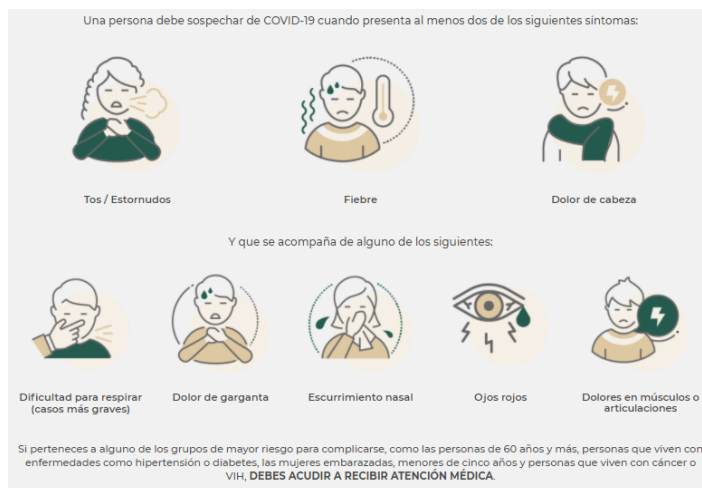 Una persona debe sospechar de COVID-19 cuando presenta al menos dos de los siguientes síntomas:
Tos / Estornudos
Fiebre
Dolor de cabeza
Y que se acompaña de alguno de los siguientes:
Dificultad para respirar
(casos más graves)
Dolor de garganta
Escurrimiento nasal
Ojos rojos
Dolores en músculos o
articulaciones
Si perteneces a alguno de los grupos de mayor riesgo para complicarse, como las personas de 60 años y más, personas que viven con
enfermedades como hipertensión o diabetes, las mujeres embarazadas, menores de cinco años y personas que viven con cáncer o
VIH, DEBES ACUDIR A RECIBIR ATENCIÓN MÉDICA.